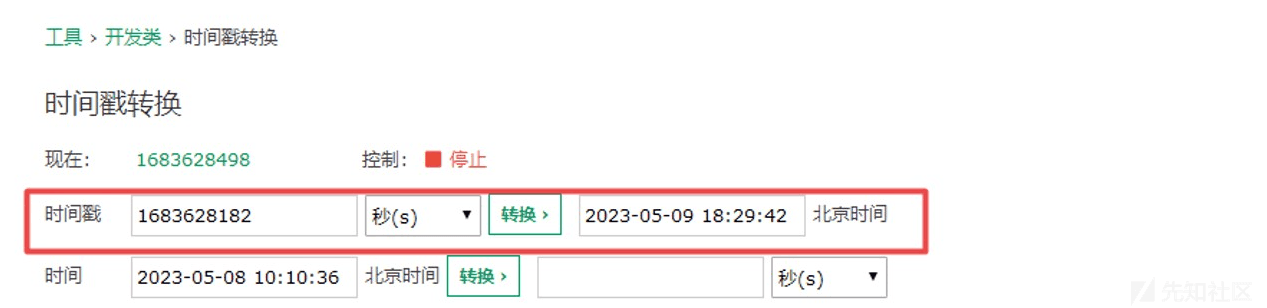 工具 › 开发类 › 时间戳转换
时间戳转换
现在: 1683628498 控制: 停止
时间戳 1683628182 秒(s) 转换 › 2023-05-09 18:29:42 北京时间
时间 2023-05-08 10:10:36 北京时间 转换 › 秒(s)
先知社区